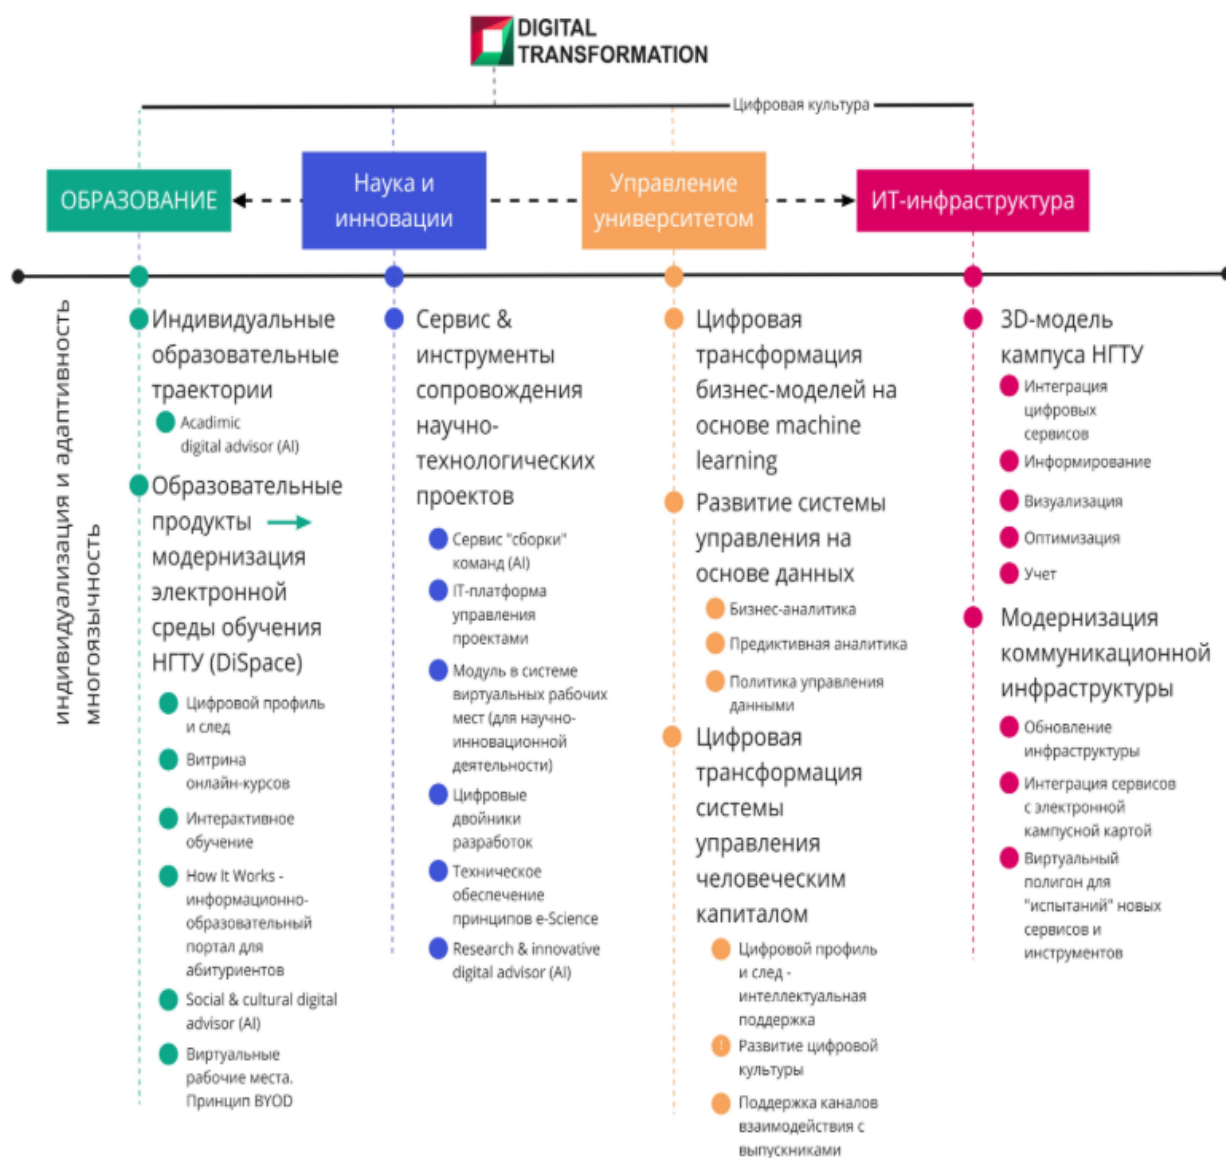 DIGITAL
TRANSFORMATION
Цифровая культура
ОБРАЗОВАНИЕ
Наука и
инновации
Управление
университетом
ИТ-инфраструктура
индивидуализация и адаптивность
многоязычность
Индивидуальные
образовательные
траектории
Acadimic
digital advisor (AI)
Образовательные
продукты
модернизация
электронной
среды обучения
НГТУ (DiSpace)
Цифровой профиль
и след
Витрина
онлайн-курсов
Интерактивное
обучение
How It Works -
информационно-
образовательный
портал для
абитуриентов
Social & cultural digital
advisor (AI)
Виртуальные
рабочие места.
Принцип BYOD
Сервис &
инструменты
сопровождения
научно-
технологических
проектов
Сервис "сборки"
команд (AI)
IT-платформа
управления
проектами
Модуль в системе
виртуальных рабочих
мест (для научно-
инновационной
деятельности)
Цифровые
двойники
разработок
Техническое
обеспечение
принципов e-Science
Research & innovative
digital advisor (AI)
Цифровая
трансформация
бизнес-моделей на
основе machine
learning
Развитие системы
управления на
основе данных
Бизнес-аналитика
Предиктивная аналитика
Политика управления
данными
Цифровая
трансформация
системы
управления
человеческим
капиталом
Цифровой профиль
и след -
интеллектуальная
поддержка
Развитие цифровой
культуры
Поддержка каналов
взаимодействия с
выпускниками
3D-модель
кампуса НГТУ
Интеграция
цифровых
сервисов
Информирование
Визуализация
Оптимизация
Учет
Модернизация
коммуникационной
инфраструктуры
Обновление
инфраструктуры
Интеграция сервисов
с электронной
кампусной картой
Виртуальный
полигон для
"испытаний" новых
сервисов и
инструментов